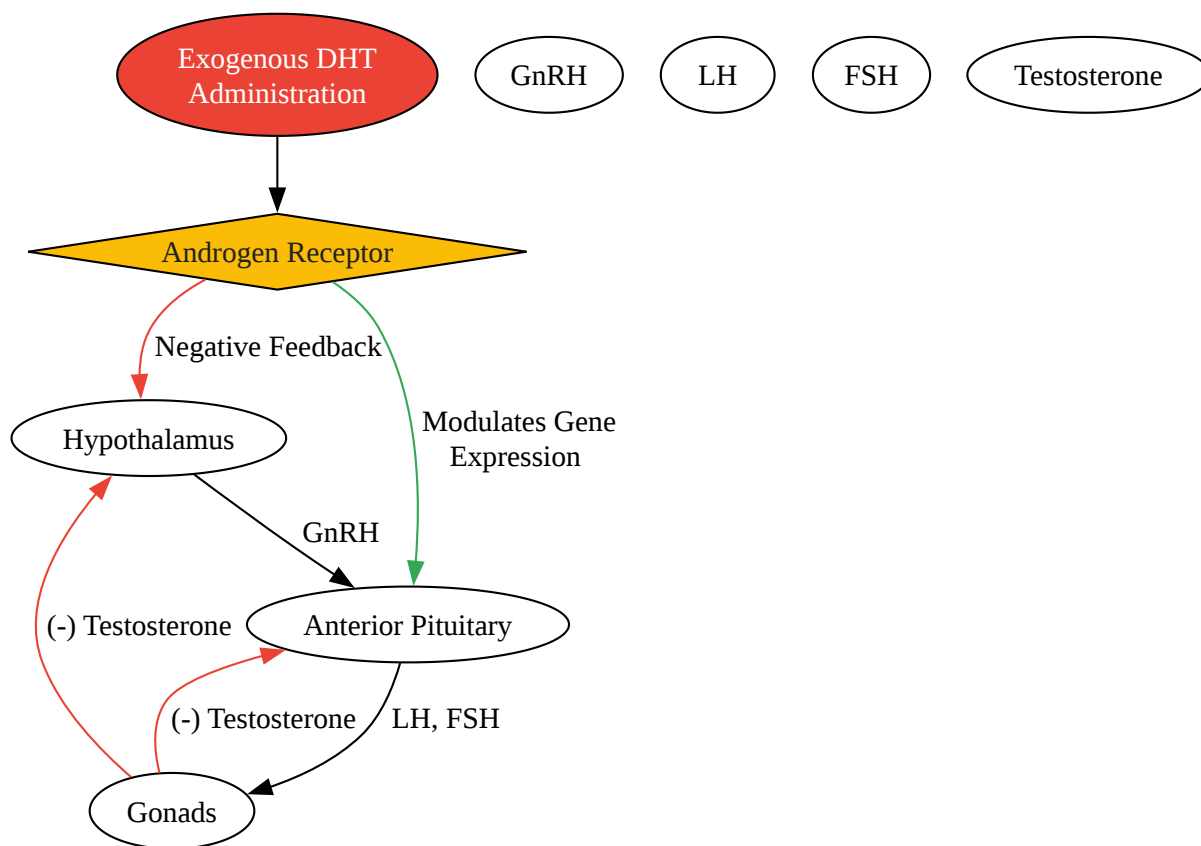 Exogenous DHT
Administration
GnRH
LH
FSH
Testosterone
Androgen Receptor
Negative Feedback
Modulates Gene
Expression
Hypothalamus
GnRH
(-) Testosterone
Anterior Pituitary
(-) Testosterone
LH, FSH
Gonads